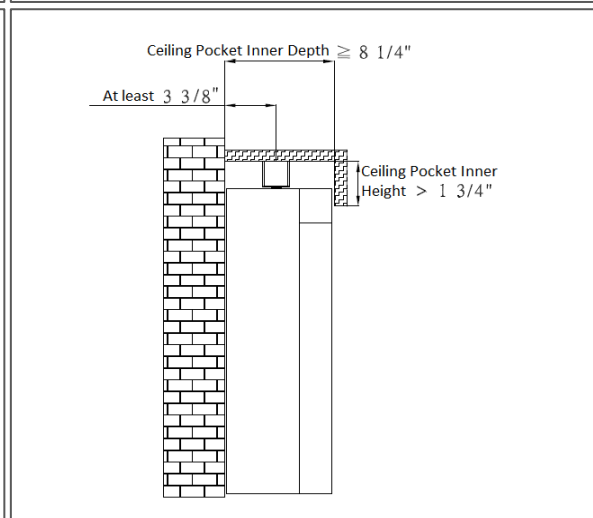 Ceiling Pocket Inner Depth ≧ 8 1/4"
At least 3 3/8"
Ceiling Pocket Inner
Height > 1 3/4"